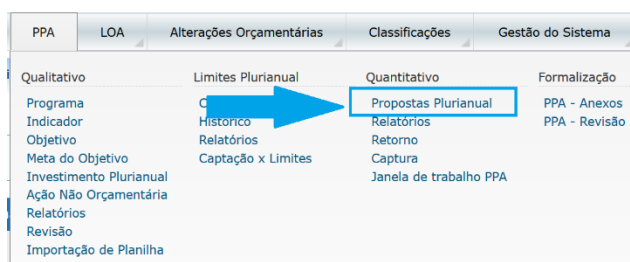 PPA LOA Alterações Orçamentárias Classificações Gestão do Sistema
Qualitativo
Programa
Indicador
Objetivo
Meta do Objetivo
Investimento Plurianual
Ação Não Orçamentária
Relatórios
Revisão
Importação de Planilha
Limites Plurianual
Histórico
Relatórios
Captação x Limites
Quantitativo
Propostas Plurianual
Relatórios
Retorno
Captura
Janela de trabalho PPA
Formalização
PPA - Anexos
PPA - Revisão